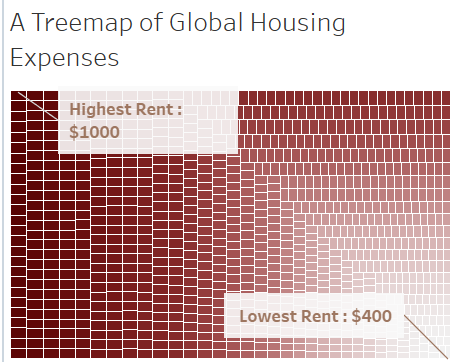 A Treemap of Global Housing
Expenses
Highest Rent :
$1000
Lowest Rent : $400